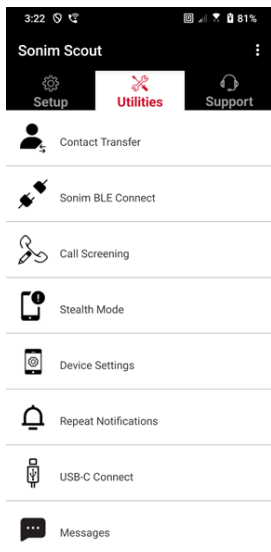 3:22 81%
Sonim Scout
Setup Utilities Support
Contact Transfer
Sonim BLE Connect
Call Screening
Stealth Mode
Device Settings
Repeat Notifications
USB-C Connect
Messages